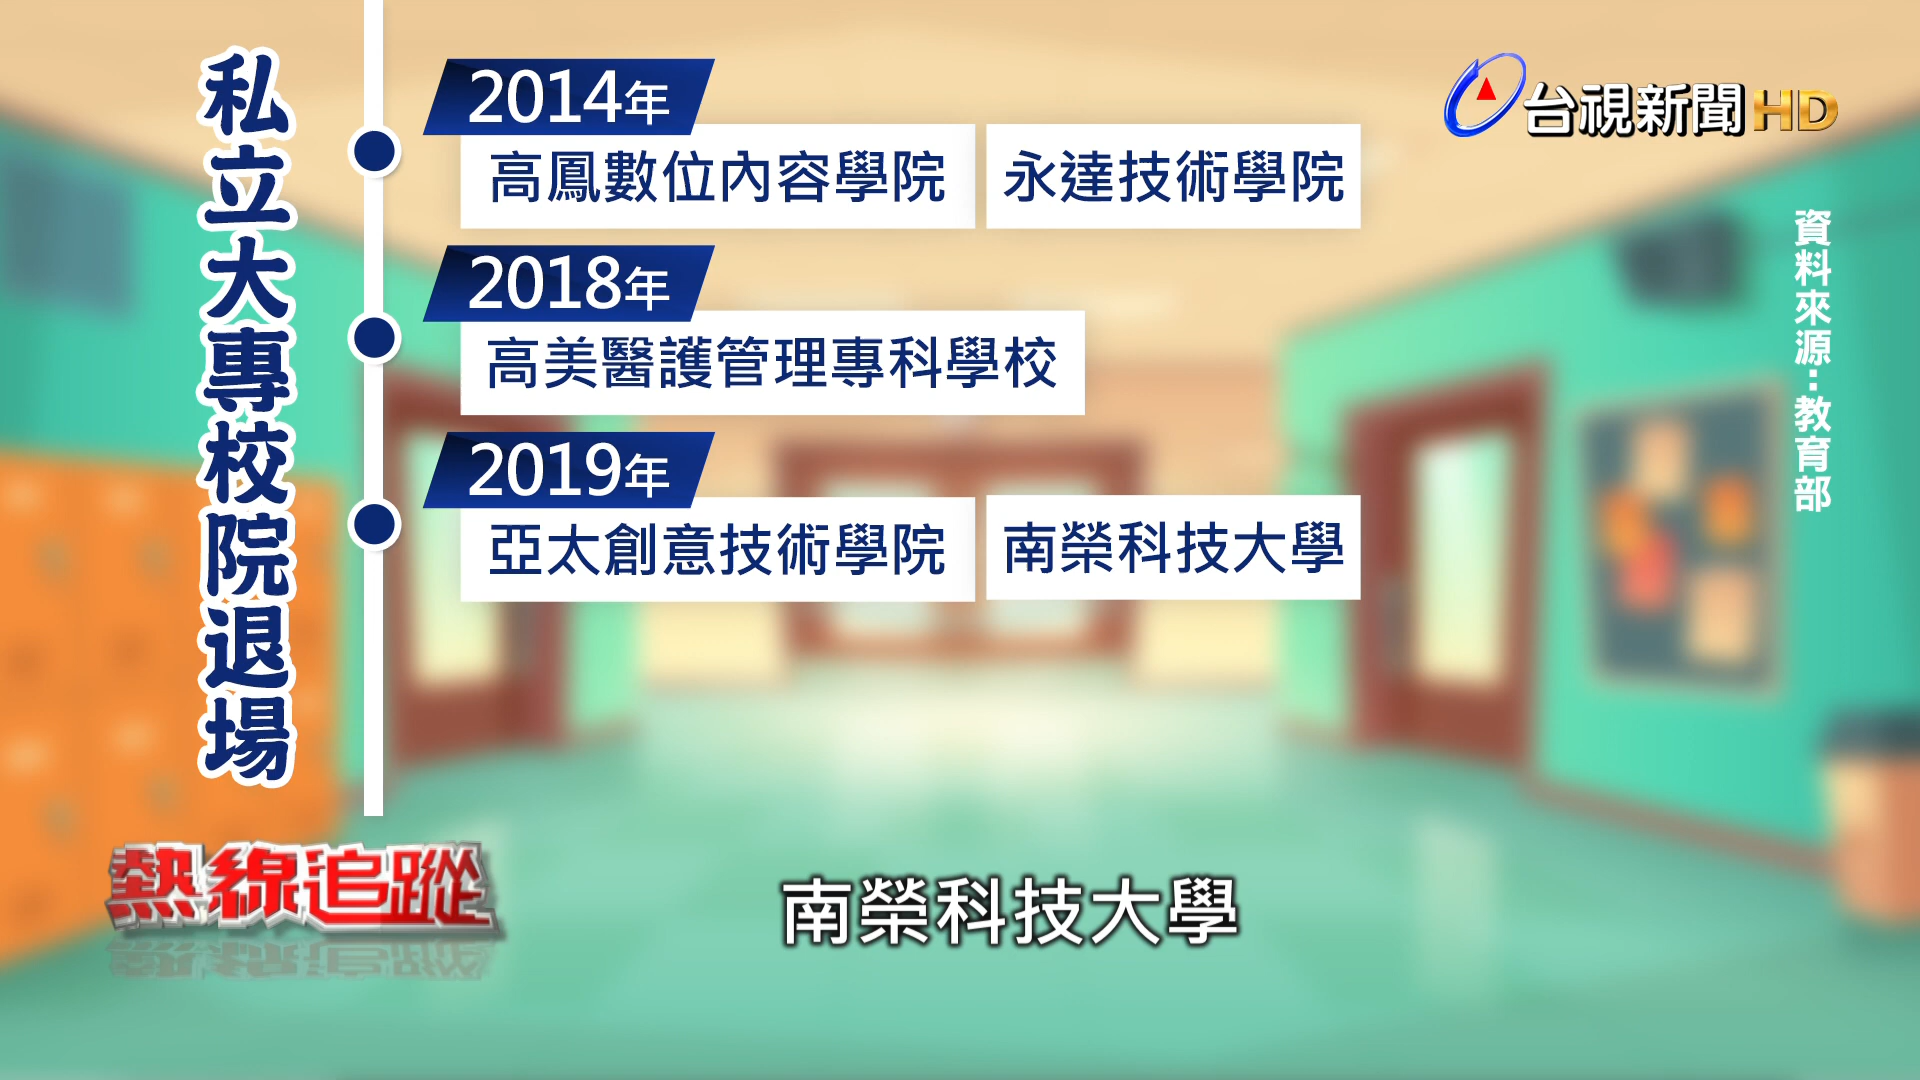 私立大專校院退場
2014年
高鳳數位內容學院
永達技術學院
2018年
高美醫護管理專科學校
2019年
亞太創意技術學院
南榮科技大學
台視新聞HD
資料來源:教育部
熱線追蹤
南榮科技大學